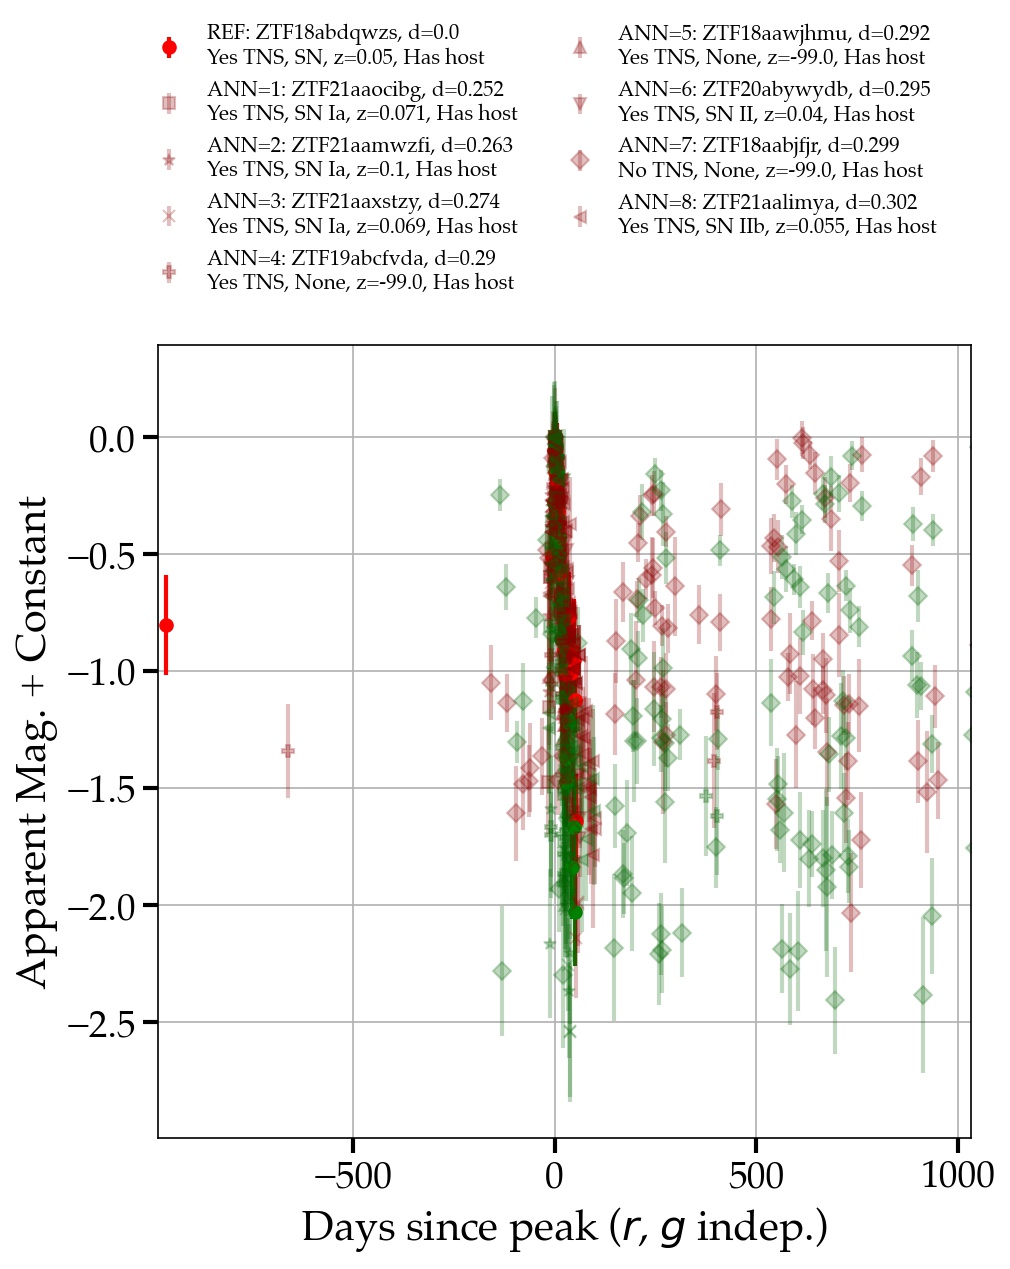 REF: ZTF18abdqwzs, d=0.0
Yes TNS, SN, z=0.05, Has host
ANN=1: ZTF21aaocibg, d=0.252
Yes TNS, SN Ia, z=0.071, Has host
ANN=2: ZTF21aamwzfi, d=0.263
Yes TNS, SN Ia, z=0.1, Has host
ANN=3: ZTF21aaxstzy, d=0.274
Yes TNS, SN Ia, z=0.069, Has host
ANN=4: ZTF19abcfvda, d=0.29
Yes TNS, None, z=-99.0, Has host
ANN=5: ZTF18aawjhmu, d=0.292
Yes TNS, None, z=-99.0, Has host
ANN=6: ZTF20abywydb, d=0.295
Yes TNS, SN II, z=0.04, Has host
ANN=7: ZTF18aabjfjr, d=0.299
No TNS, None, z=-99.0, Has host
ANN=8: ZTF21aalimya, d=0.302
Yes TNS, SN IIb, z=0.055, Has host
Apparent Mag. + Constant
0.0
−0.5
−1.0
−1.5
−2.0
−2.5
−500
0
500
1000
Days since peak (r, g indep.)